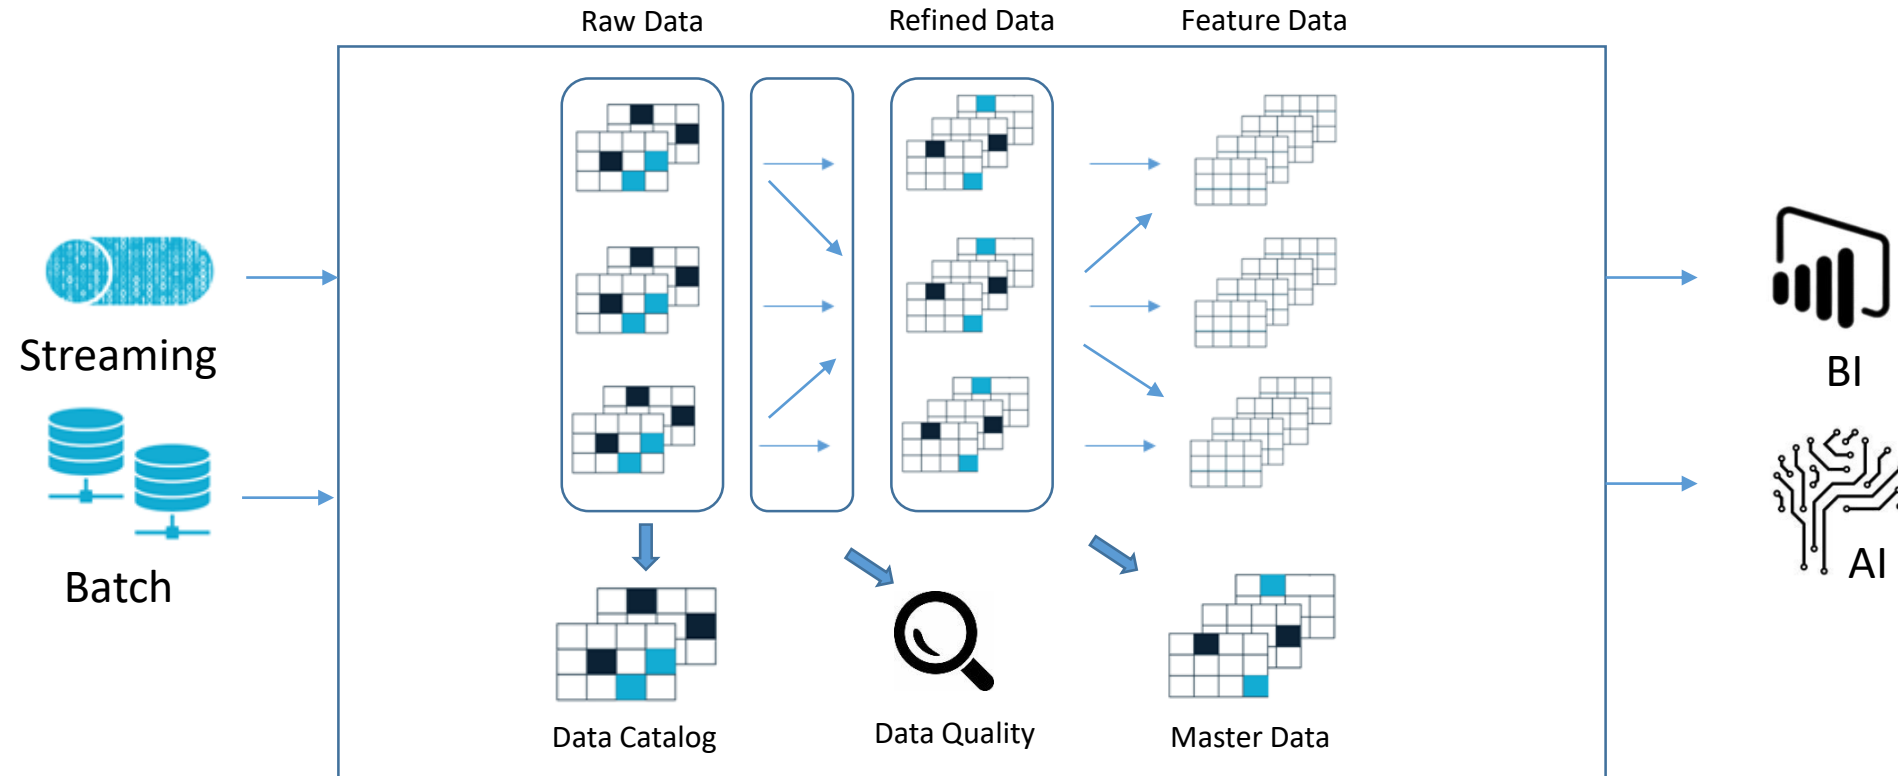 Raw Data
Refined Data
Feature Data
Streaming
Batch
BI
AI
Data Catalog
Data Quality
Master Data